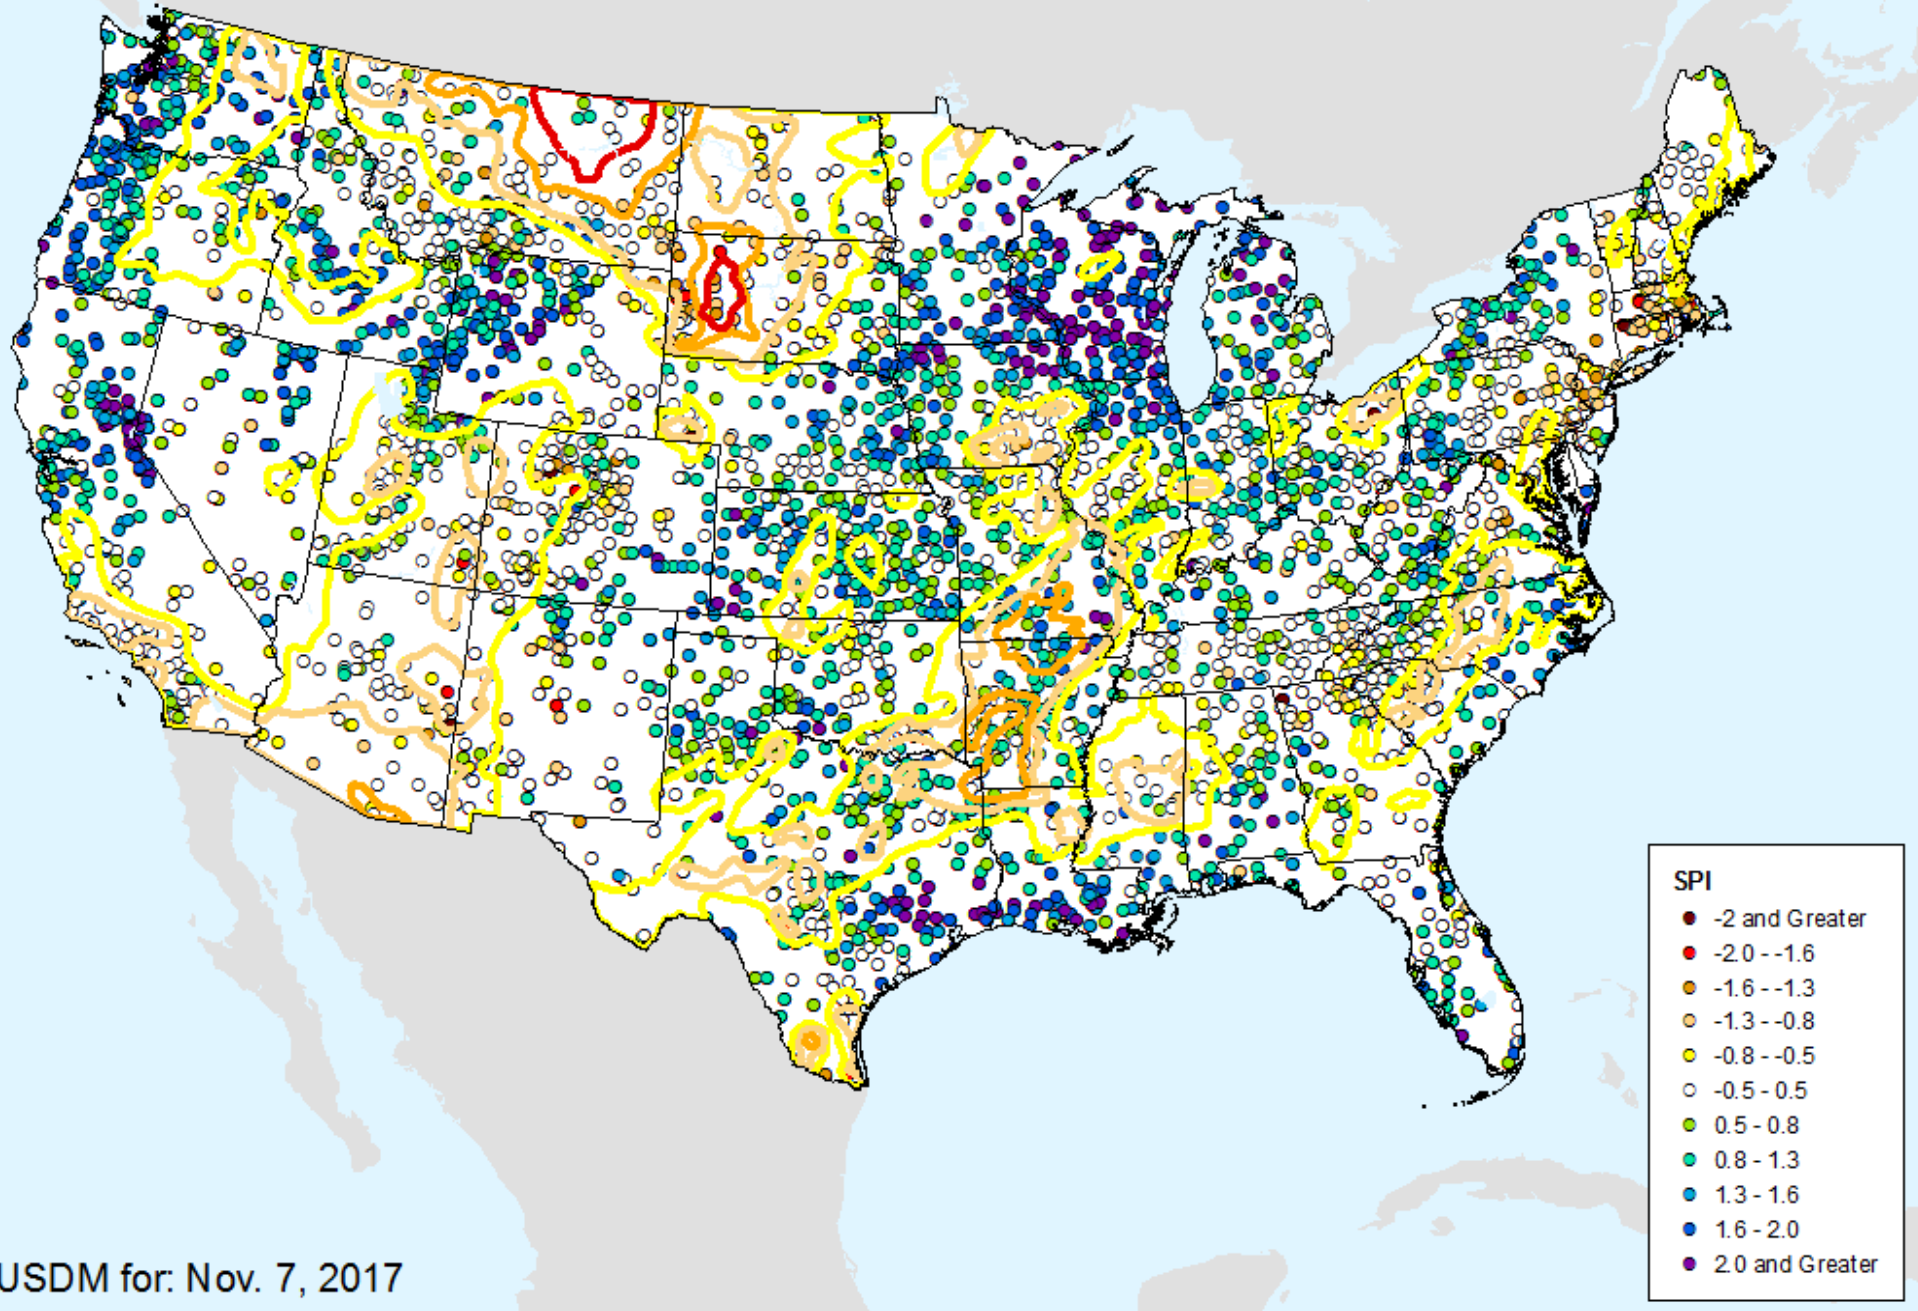 SPI
-2 and Greater
-2.0 - -1.6
-1.6 - -1.3
-1.3 - -0.8
-0.8 - -0.5
-0.5 - 0.5
0.5 - 0.8
0.8 - 1.3
1.3 - 1.6
1.6 - 2.0
2.0 and Greater
USDM for: Nov. 7, 2017